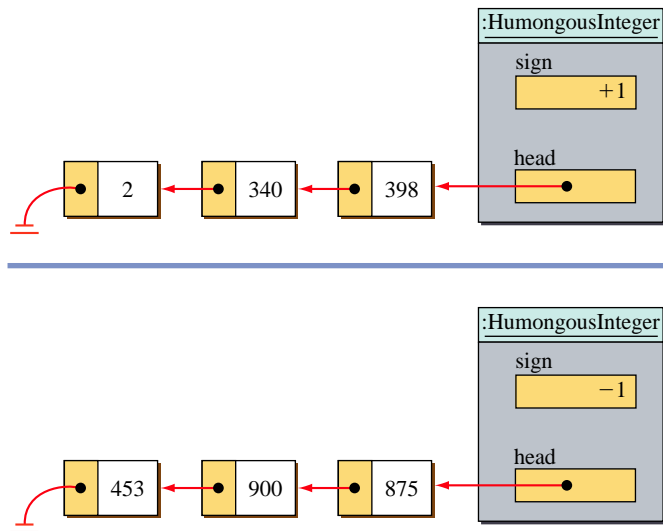 :HumongousInteger
sign
+1
head
2
340
398
:HumongousInteger
sign
−1
head
453
900
875